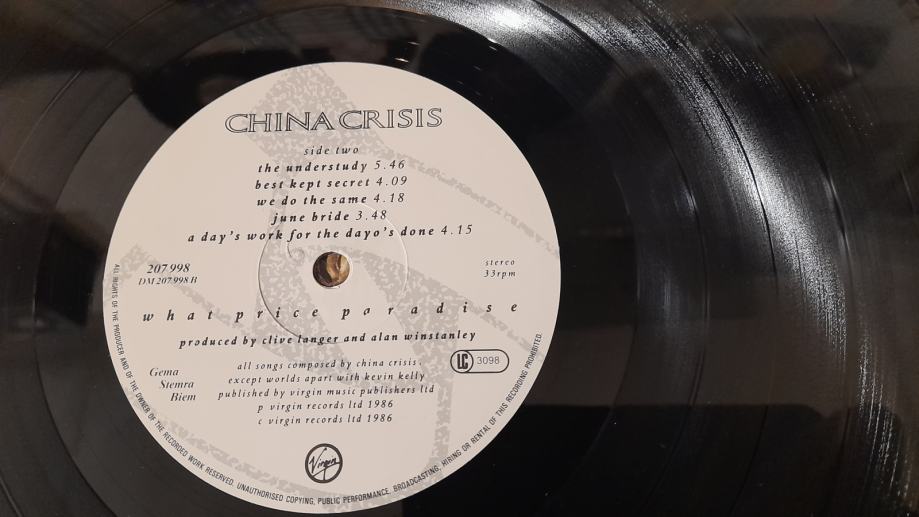 CHINA CRISIS
side two
the understudy 5.46
best kept secret 4.09
we do the same 4.18
june bride 3.48
a day's work for the dayo's done 4.15
207 998
DM 207 998 B
stereo
33rpm
what price paradise
produced by clive langer and alan winstanley
LC 3098
Gema
Stemra
Biem
all songs composed by china crisis
except worlds apart with kevin kelly
published by virgin music publishers ltd
p virgin records ltd 1986
c virgin records ltd 1986
Virgin
ALL RIGHTS OF THE PRODUCER AND OF THE OWNER OF THE RECORDED WORK RESERVED. UNAUTHORISED COPYING, PUBLIC PERFORMANCE, BROADCASTING, HIRING OR RENTAL OF THIS RECORDING PROHIBITED.